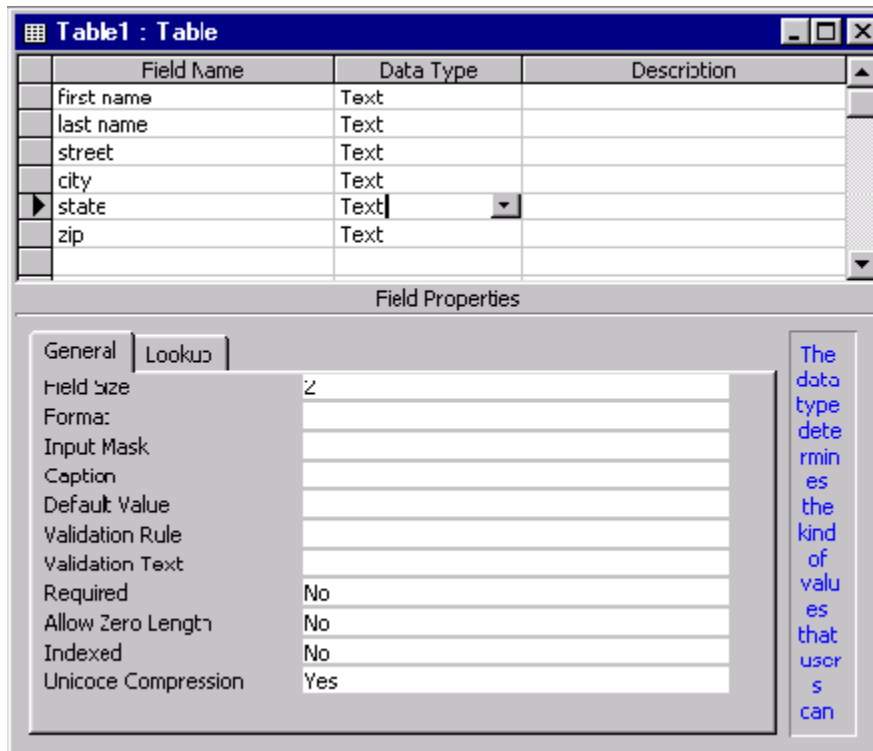 Table1 : Table
Field Name Data Type Description
first name Text
last name Text
street Text
city Text
state Text
zip Text
Field Properties
General Lookup
Field Size 2
Format
Input Mask
Caption
Default Value
Validation Rule
Validation Text
Required No
Allow Zero Length No
Indexed No
Unicode Compression Yes
The
data
type
dete
rmin
es
the
kind
of
valu
es
that
user
s
can